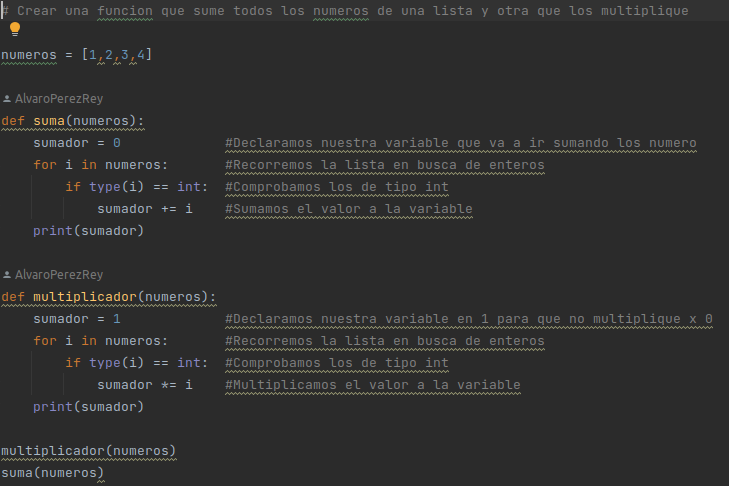 # Crear una funcion que sume todos los numeros de una lista y otra que los multiplique
numeros = [1,2,3,4]
AlvaroPerezRey
def suma(numeros):
    sumador = 0             #Declaramos nuestra variable que va a ir sumando los numero
    for i in numeros:       #Recorremos la lista en busca de enteros
        if type(i) == int:  #Comprobamos los de tipo int
            sumador += i    #Sumamos el valor a la variable
    print(sumador)
AlvaroPerezRey
def multiplicador(numeros):
    sumador = 1             #Declaramos nuestra variable en 1 para que no multiplique x 0
    for i in numeros:       #Recorremos la lista en busca de enteros
        if type(i) == int:  #Comprobamos los de tipo int
            sumador *= i    #Multiplicamos el valor a la variable
    print(sumador)
multiplicador(numeros)
suma(numeros)